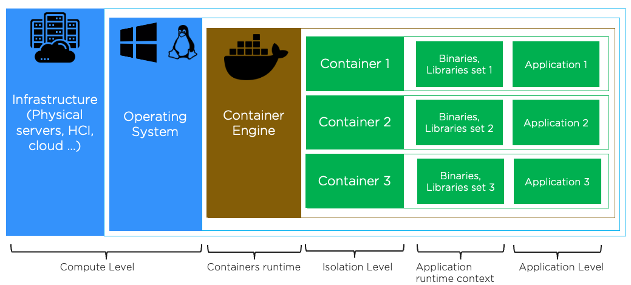 Infrastructure
(Physical
servers, HCI,
cloud ...)
Operating
System
Container
Engine
Container 1
Binaries,
Libraries set 1
Application 1
Container 2
Binaries,
Libraries set 2
Application 2
Container 3
Binaries,
Libraries set 3
Application 3
Compute Level
Containers runtime
Isolation Level
Application
runtime context
Application Level